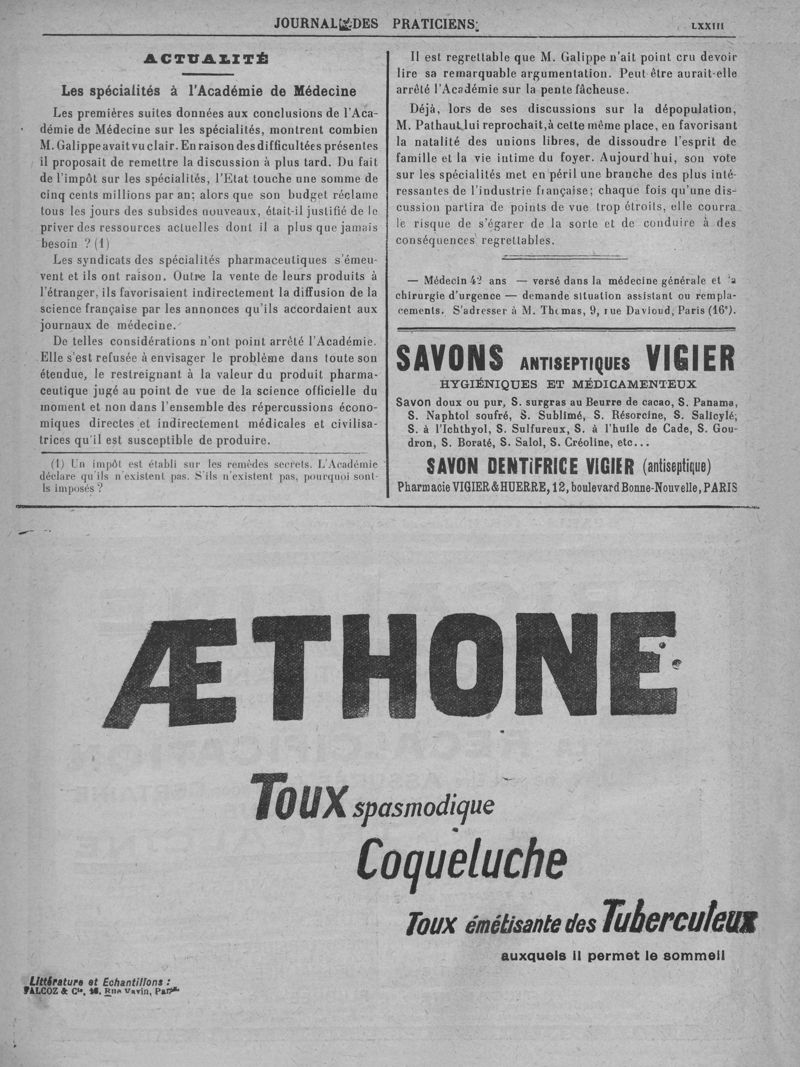 JOURNAL DES PRATICIENS
LXXIII
ACTUALITÉ
Les spécialités à l'Académie de Médecine
Les premières suites données aux conclusions de l'Aca-
démie de Médecine sur les spécialités, montrent combien
M. Galippe avait vu clair. En raison des difficultées présentes
il proposait de remettre la discussion à plus tard. Du fait
de l'impôt sur les spécialités, l'Etat touche une somme de
cinq cents millions par an; alors que son budget réclame
tous les jours des subsides nouveaux, était-il justifié de le
priver des ressources actuelles dont il a plus que jamais
besoin ? (1)
Les syndicats des spécialités pharmaceutiques s'émeu-
vent et ils ont raison. Outre la vente de leurs produits à
l'étranger, ils favorisaient indirectement la diffusion de la
science française par les annonces qu'ils accordaient aux
journaux de médecine.
De telles considérations n'ont point arrêté l'Académie.
Elle s'est refusée à envisager le problème dans toute son
étendue, le restreignant à la valeur du produit pharma-
ceutique jugé au point de vue de la science officielle du
moment et non dans l'ensemble des répercussions écono-
miques directes et indirectement médicales et civilisa-
trices qu'il est susceptible de produire.
(1) Un impôt est établi sur les remèdes secrets. L'Académie
déclare qu'ils n'existent pas. S'ils n'existent pas, pourquoi sont-
ls imposés ?
Il est regrettable que M. Galippe n'ait point cru devoir
lire sa remarquable argumentation. Peut être aurait-elle
arrêté l'Académie sur la pente fâcheuse.
Déjà, lors de ses discussions sur la dépopulation,
M. Pathaut lui reprochait, à cette même place, en favorisant
la natalité des unions libres, de dissoudre l'esprit de
famille et la vie intime du foyer. Aujourd'hui, son vote
sur les spécialités met en péril une branche des plus inté-
ressantes de l'industrie française; chaque fois qu'une dis-
cussion partira de points de vue trop étroits, elle courra
le risque de s'égarer de la sorte et de conduire à des
conséquences regrettables.
— Médecin 42 ans — versé dans la médecine générale et la
chirurgie d'urgence — demande situation assistant ou rempla-
cements. S'adresser à M. Thomas, 9, rue Davioud, Paris (16e).
SAVONS ANTISEPTIQUES VIGIER
HYGIÉNIQUES ET MÉDICAMENTEUX
Savon doux ou pur, S. surgras au Beurre de cacao, S. Panama,
S. Naphtol soufré, S. Sublimé, S. Résorcine, S. Salicylé;
S. à l'Ichthyol, S. Sulfureux, S. à l'huile de Cade, S. Gou-
dron, S. Boraté, S. Salol, S. Créoline, etc...
SAVON DENTIFRICE VIGIER (antiseptique)
Pharmacie VIGIER & HUERRE, 12, boulevard Bonne-Nouvelle, PARIS
ÆTHONE
Toux spasmodique
Coqueluche
Toux émétisante des Tuberculeux
auxquels il permet le sommeil
Littérature et Echantillons :
FALCOZ & Cie, Rue Vavin, Paris